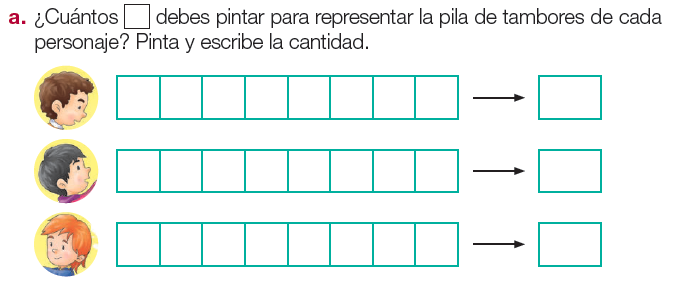 a. ¿Cuántos debes pintar para representar la pila de tambores de cada
personaje? Pinta y escribe la cantidad.